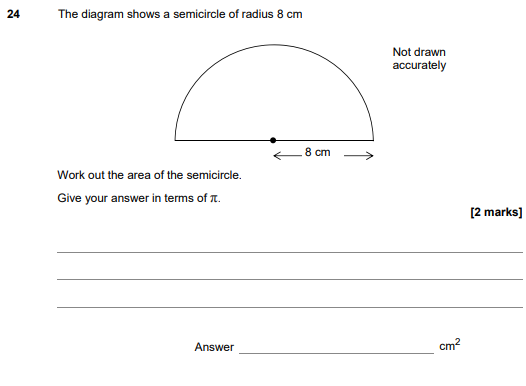 24 The diagram shows a semicircle of radius 8 cm
Not drawn
accurately
8 cm
Work out the area of the semicircle.
Give your answer in terms of π.
[2 marks]
Answer cm²